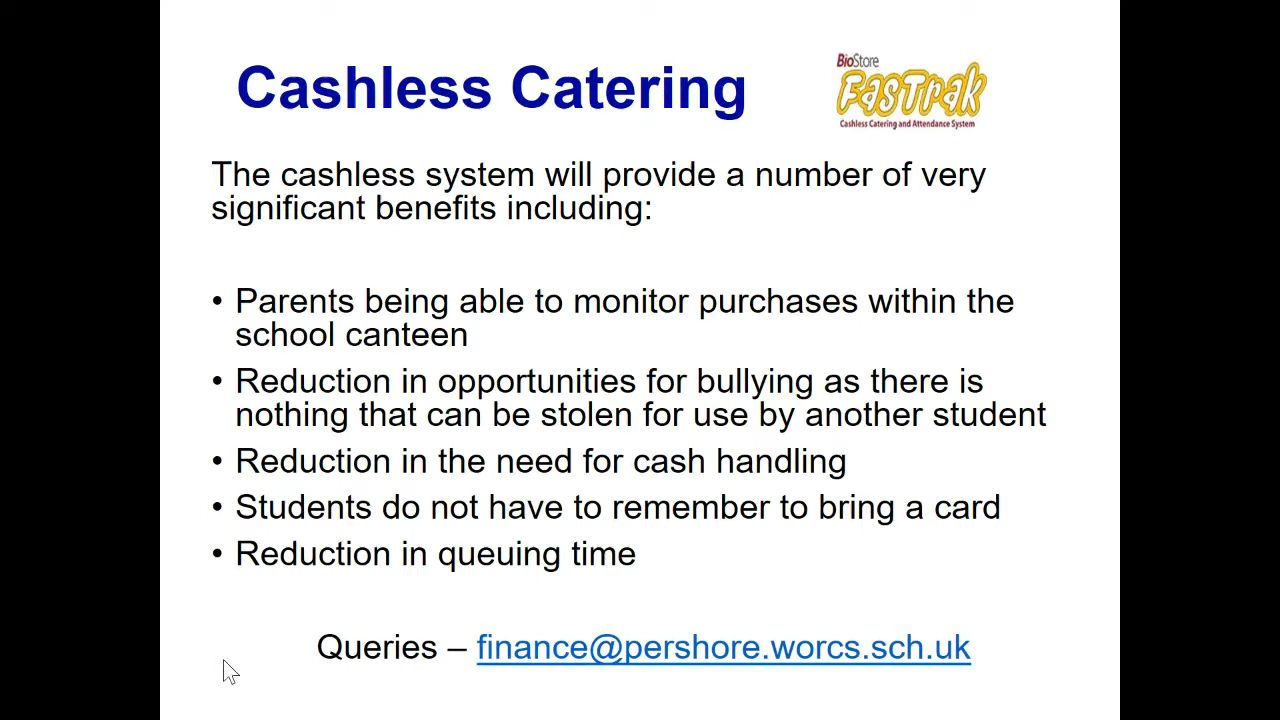 Cashless Catering
BioStore
FasTrak
Cashless Catering and Attendance System
The cashless system will provide a number of very
significant benefits including:
• Parents being able to monitor purchases within the
school canteen
• Reduction in opportunities for bullying as there is
nothing that can be stolen for use by another student
• Reduction in the need for cash handling
• Students do not have to remember to bring a card
• Reduction in queuing time
Queries – finance@pershore.worcs.sch.uk